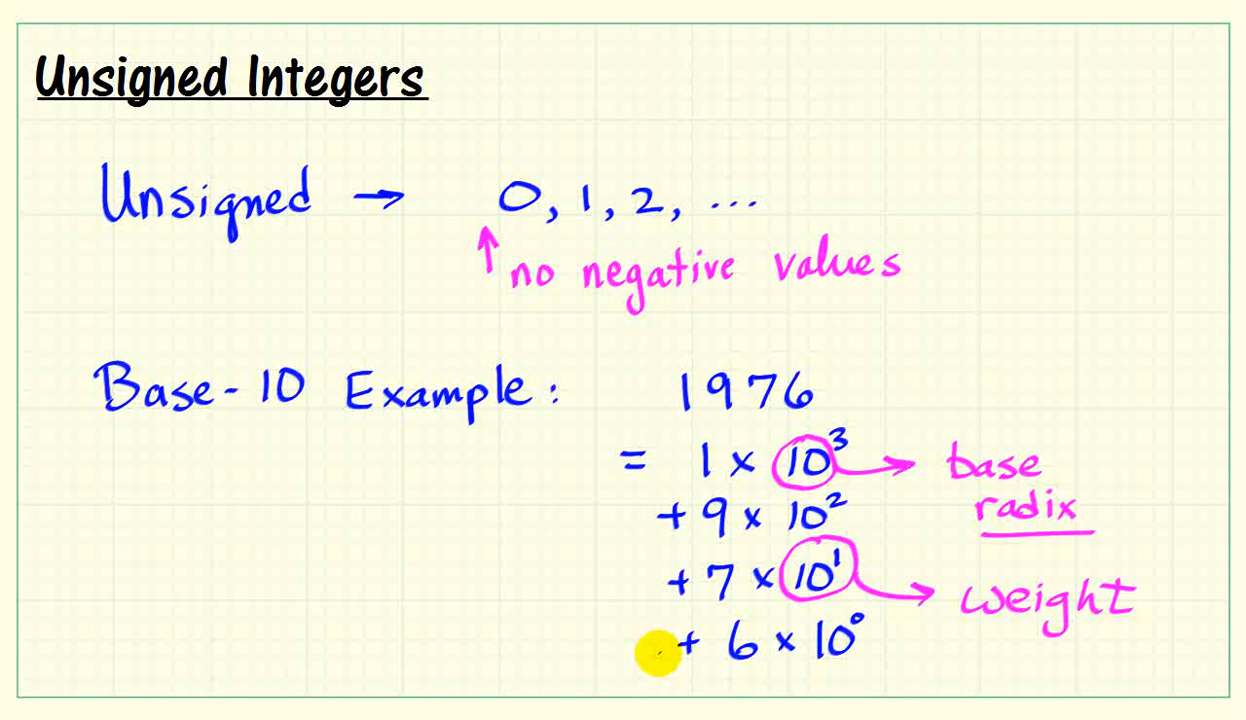 Unsigned Integers
Unsigned → 0, 1, 2, ...
↑ no negative values
Base-10 Example: 1976
= 1 × 10³ → base
radix
+ 9 × 10²
+ 7 × 10¹ → weight
+ 6 × 10⁰